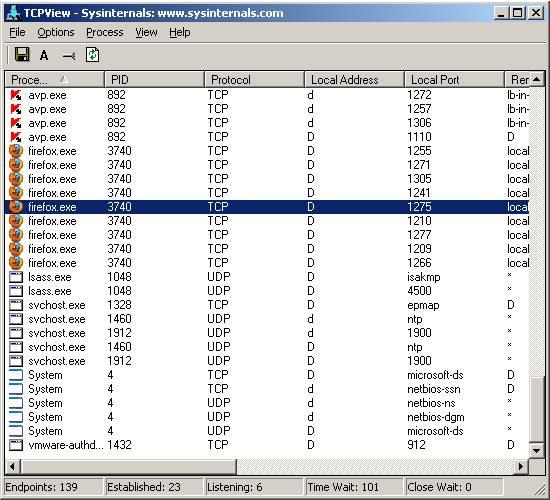 TCPView - Sysinternals: www.sysinternals.com
File Options Process View Help
A
Proce... PID Protocol Local Address Local Port Rer
avp.exe 892 TCP d 1272 lb-in-
avp.exe 892 TCP d 1257 lb-in-
avp.exe 892 TCP d 1306 lb-in-
avp.exe 892 TCP D 1110 D
firefox.exe 3740 TCP D 1255 local
firefox.exe 3740 TCP D 1271 local
firefox.exe 3740 TCP D 1305 local
firefox.exe 3740 TCP D 1241 local
firefox.exe 3740 TCP D 1275 local
firefox.exe 3740 TCP D 1210 local
firefox.exe 3740 TCP D 1277 local
firefox.exe 3740 TCP D 1209 local
firefox.exe 3740 TCP D 1266 local
lsass.exe 1048 UDP D isakmp *
lsass.exe 1048 UDP D 4500 *
svchost.exe 1328 TCP D epmap D
svchost.exe 1460 UDP d ntp *
svchost.exe 1912 UDP d 1900 *
svchost.exe 1460 UDP D ntp *
svchost.exe 1912 UDP D 1900 *
System 4 TCP D microsoft-ds D
System 4 TCP d netbios-ssn D
System 4 UDP d netbios-ns *
System 4 UDP d netbios-dgm *
System 4 UDP D microsoft-ds *
vmware-authd... 1432 TCP D 912 D
Endpoints: 139 Established: 23 Listening: 6 Time Wait: 101 Close Wait: 0